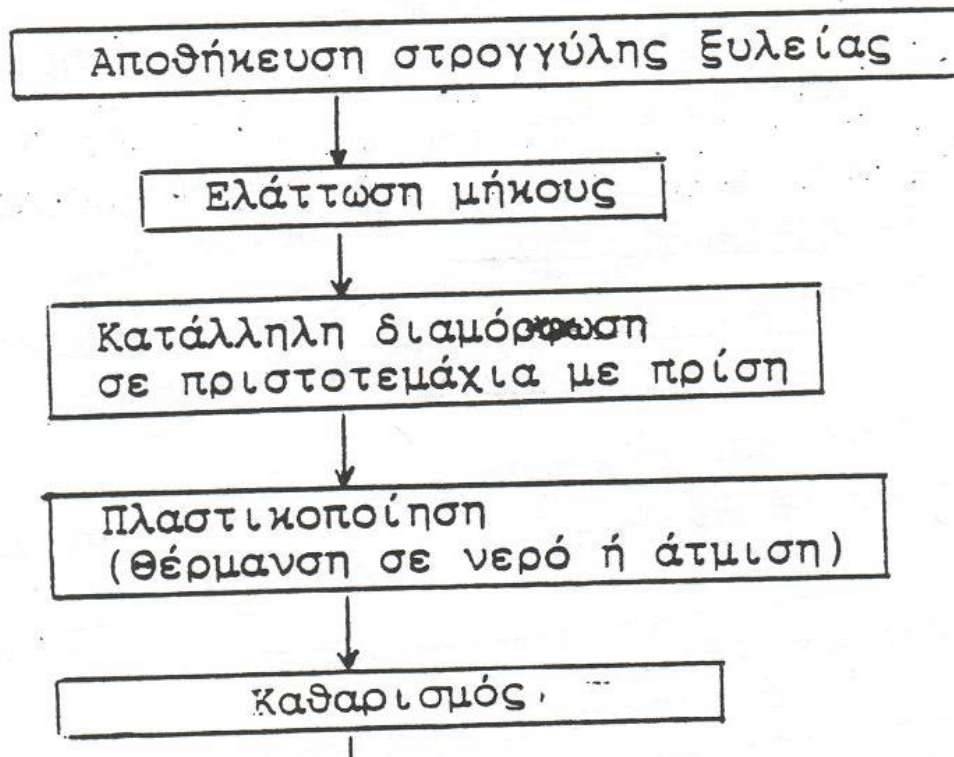 Αποθήκευση στρογγύλης ξυλείας
Ελάττωση μήκους
Κατάλληλη διαμόρφωση
σε πριστοτεμάχια με πρίση
Πλαστικοποίηση
(Θέρμανση σε νερό ή άτμιση)
Καθαρισμός